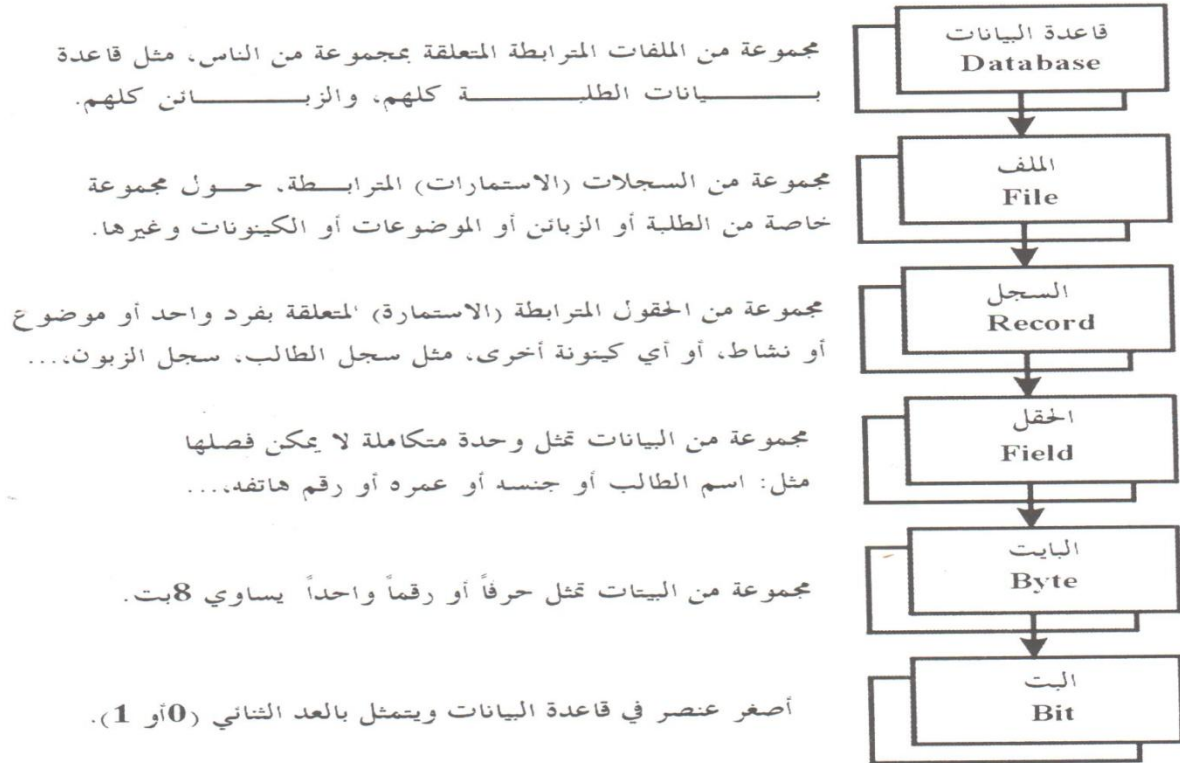 قاعدة البيانات
Database
مجموعة من الملفات المترابطة المتعلقة بمجموعة من الناس، مثل قاعدة
بـــــــيانات الطلبـــــــة كلهم، والزبـــــــائن كلهم.
الملف
File
مجموعة من السجلات (الاستمارات) المترابـــطة، حـــول مجموعة
خاصة من الطلبة أو الزبائن أو الموضوعات أو الكينونات وغيرها.
السجل
Record
مجموعة من الحقول المترابطة (الاستمارة) المتعلقة بفرد واحد أو موضوع
أو نشاط، أو أي كينونة أخرى، مثل سجل الطالب، سجل الزبون،...
الحقل
Field
مجموعة من البيانات تمثل وحدة متكاملة لا يمكن فصلها
مثل: اسم الطالب أو جنسه أو عمره أو رقم هاتفه،...
البايت
Byte
مجموعة من البيتات تمثل حرفاً أو رقماً واحداً يساوي 8بت.
البت
Bit
أصغر عنصر في قاعدة البيانات ويتمثل بالعد الثنائي (0أو 1).